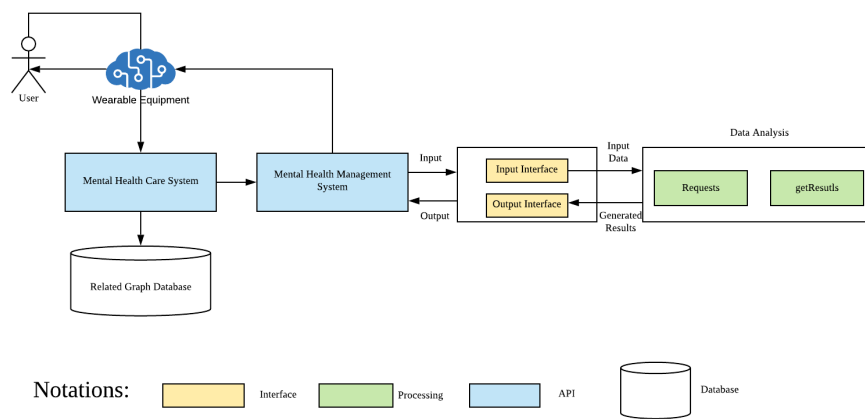 User
Wearable Equipment
Mental Health Care System
Mental Health Management
System
Input
Output
Input Interface
Output Interface
Input
Data
Generated
Results
Data Analysis
Requests
getResutls
Related Graph Database
Notations:
Interface
Processing
API
Database